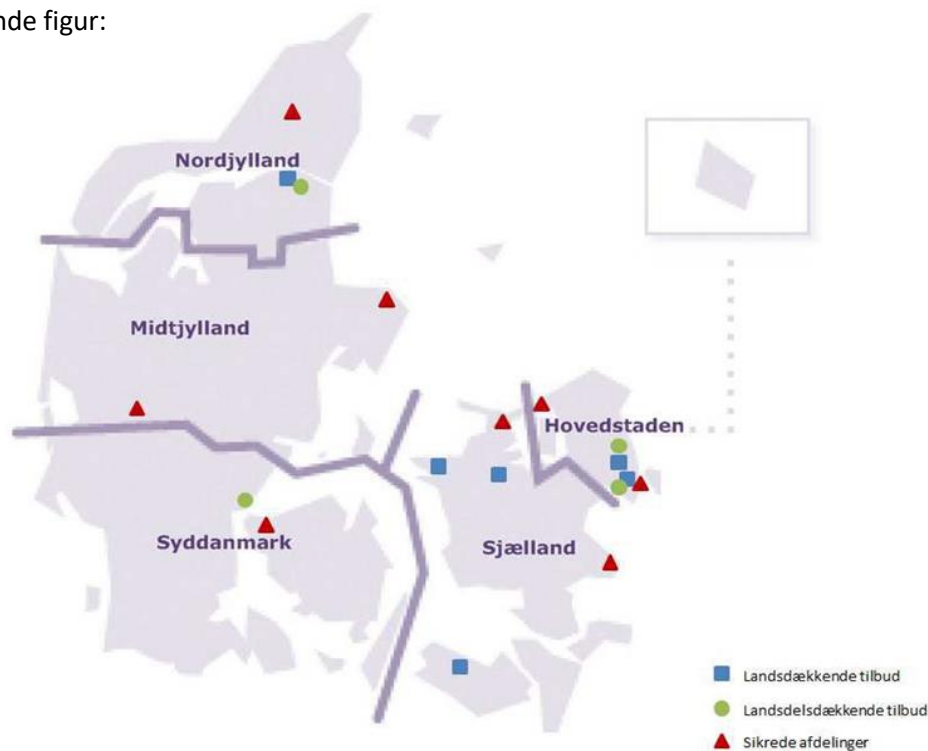 nde figur:
Nordjylland
Midtjylland
Hovedstaden
Syddanmark
Sjælland
Landsdækkende tilbud
Landsdelsdækkende tilbud
Sikrede afdelinger